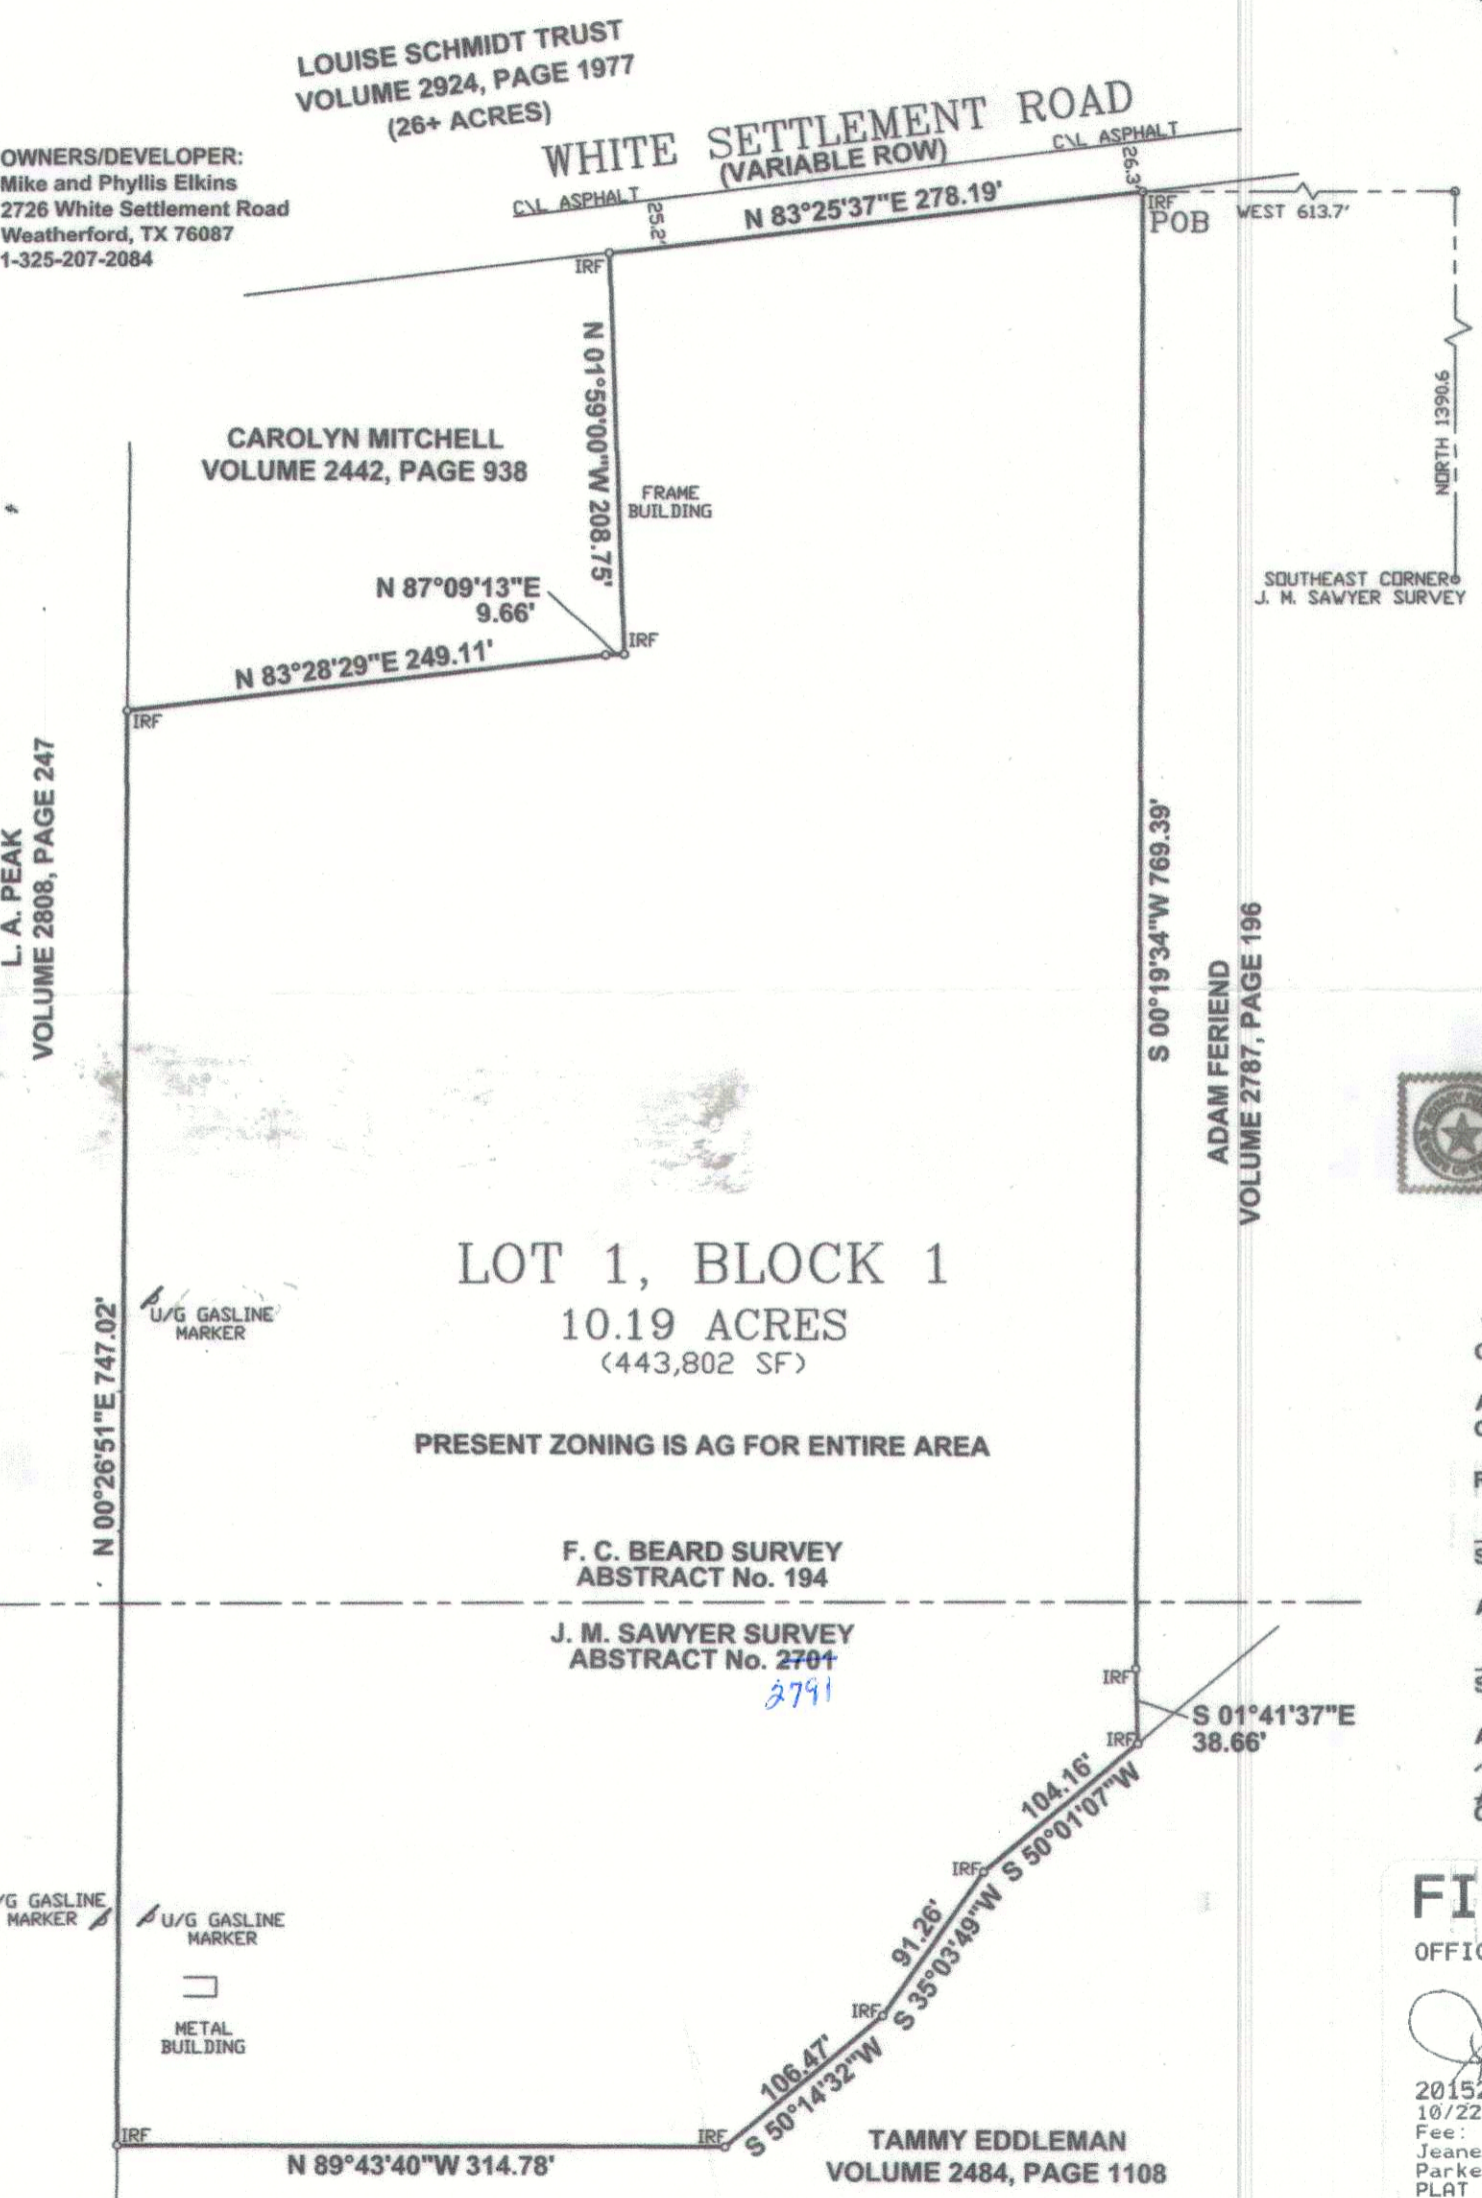 LOUISE SCHMIDT TRUST
VOLUME 2924, PAGE 1977
(26+ ACRES)
WHITE SETTLEMENT ROAD
(VARIABLE ROW)
C\L ASPHALT
C\L ASPHALT
OWNERS/DEVELOPER:
Mike and Phyllis Elkins
2726 White Settlement Road
Weatherford, TX 76087
1-325-207-2084
25.2'
26.3'
N 83°25'37"E 278.19'
IRF
POB
WEST 613.7'
IRF
NORTH 1390.6
SOUTHEAST CORNER
J. M. SAWYER SURVEY
N 01°59'00"W 208.75'
CAROLYN MITCHELL
VOLUME 2442, PAGE 938
FRAME
BUILDING
N 87°09'13"E
9.66'
IRF
N 83°28'29"E 249.11'
IRF
L. A. PEAK
VOLUME 2808, PAGE 247
S 00°19'34"W 769.39'
ADAM FERIEND
VOLUME 2787, PAGE 196
LOT 1, BLOCK 1
10.19 ACRES
(443,802 SF)
U/G GASLINE
MARKER
N 00°26'51"E 747.02'
PRESENT ZONING IS AG FOR ENTIRE AREA
F. C. BEARD SURVEY
ABSTRACT No. 194
J. M. SAWYER SURVEY
ABSTRACT No. 2701
2791
IRF
S 01°41'37"E
38.66'
IRF
104.16'
S 50°01'07"W
IRF
91.26'
S 35°03'49"W
IRF
106.47'
S 50°14'32"W
/G GASLINE
MARKER
U/G GASLINE
MARKER
METAL
BUILDING
IRF
IRF
N 89°43'40"W 314.78'
TAMMY EDDLEMAN
VOLUME 2484, PAGE 1108
FI
OFFIC
20152
10/22
Fee:
Jeane
Parke
PLAT